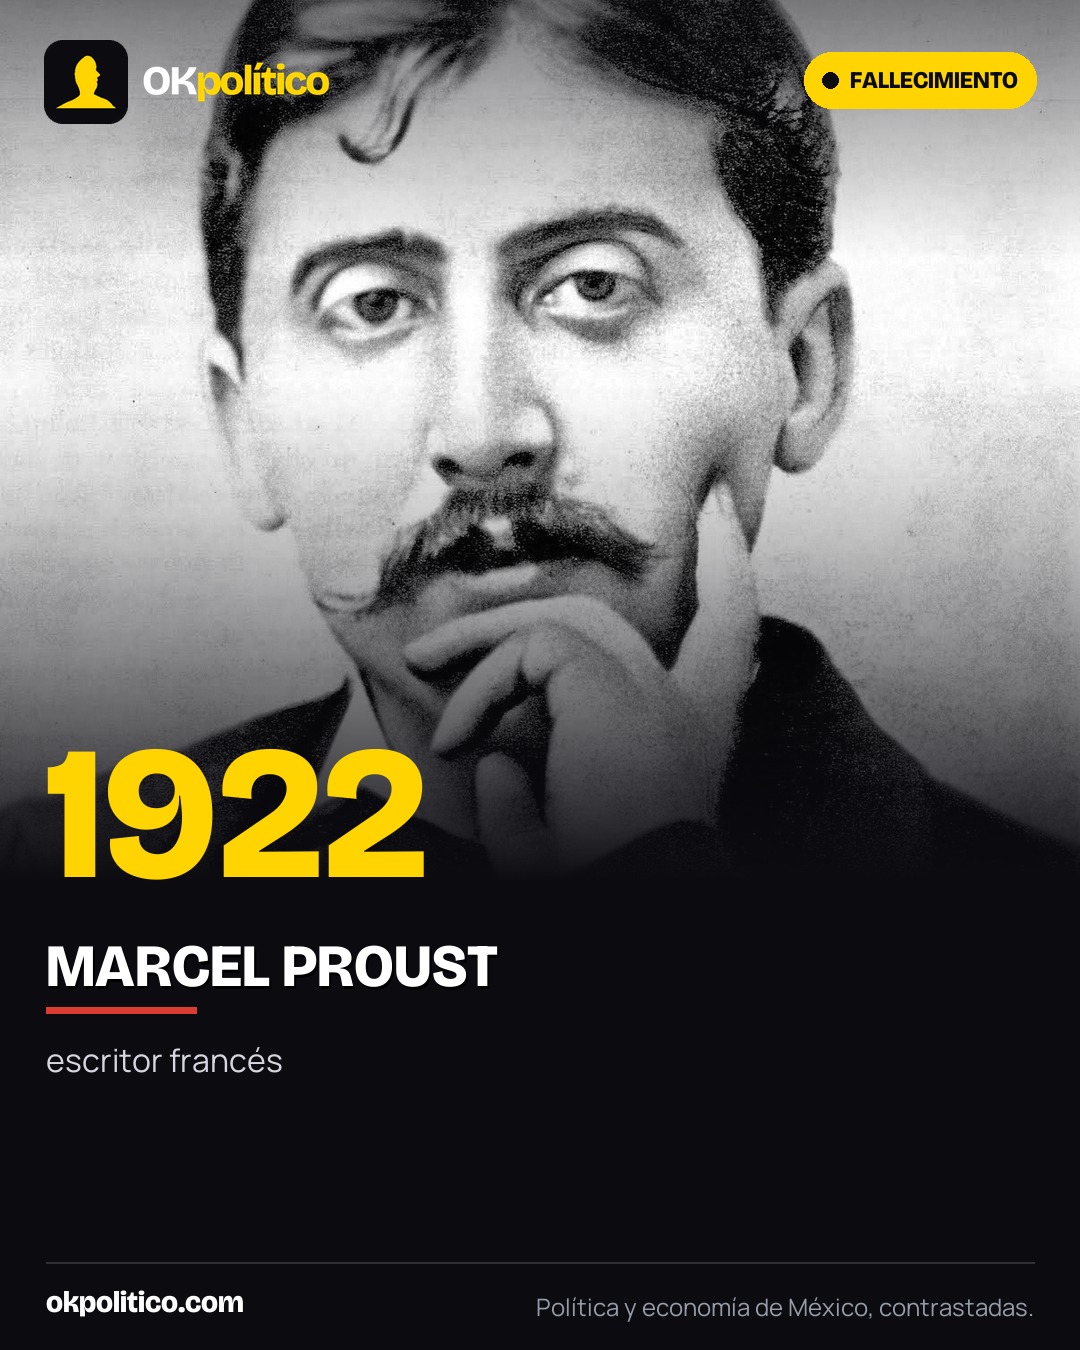 OKpolítico
FALLECIMIENTO
1922
MARCEL PROUST
escritor francés
okpolitico.com
Política y economía de México, contrastadas.